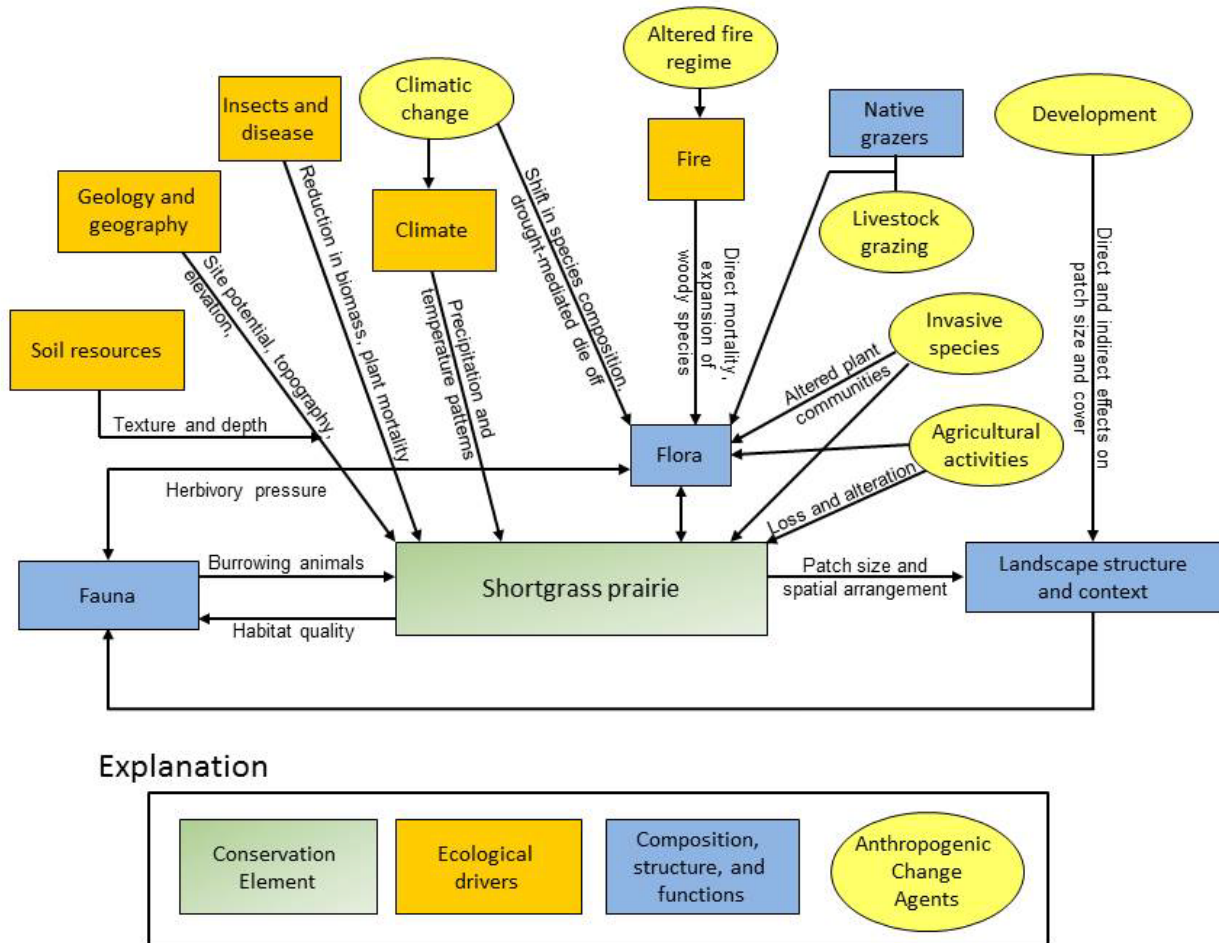 Altered fire
regime
Climatic
change
Insects and
disease
Native
grazers
Development
Fire
Geology and
geography
Climate
Livestock
grazing
Reduction in biomass, plant mortality
Shift in species composition,
drought-mediated die off
Direct mortality,
expansion of
woody species
Direct and indirect effects on
patch size and cover
Site potential, topography,
elevation,
Precipitation and
temperature patterns
Soil resources
Texture and depth
Invasive
species
Altered plant
communities
Flora
Agricultural
activities
Loss and alteration
Herbivory pressure
Fauna
Burrowing animals
Habitat quality
Shortgrass prairie
Patch size and
spatial arrangement
Landscape structure
and context
Explanation
Conservation
Element
Ecological
drivers
Composition,
structure, and
functions
Anthropogenic
Change
Agents